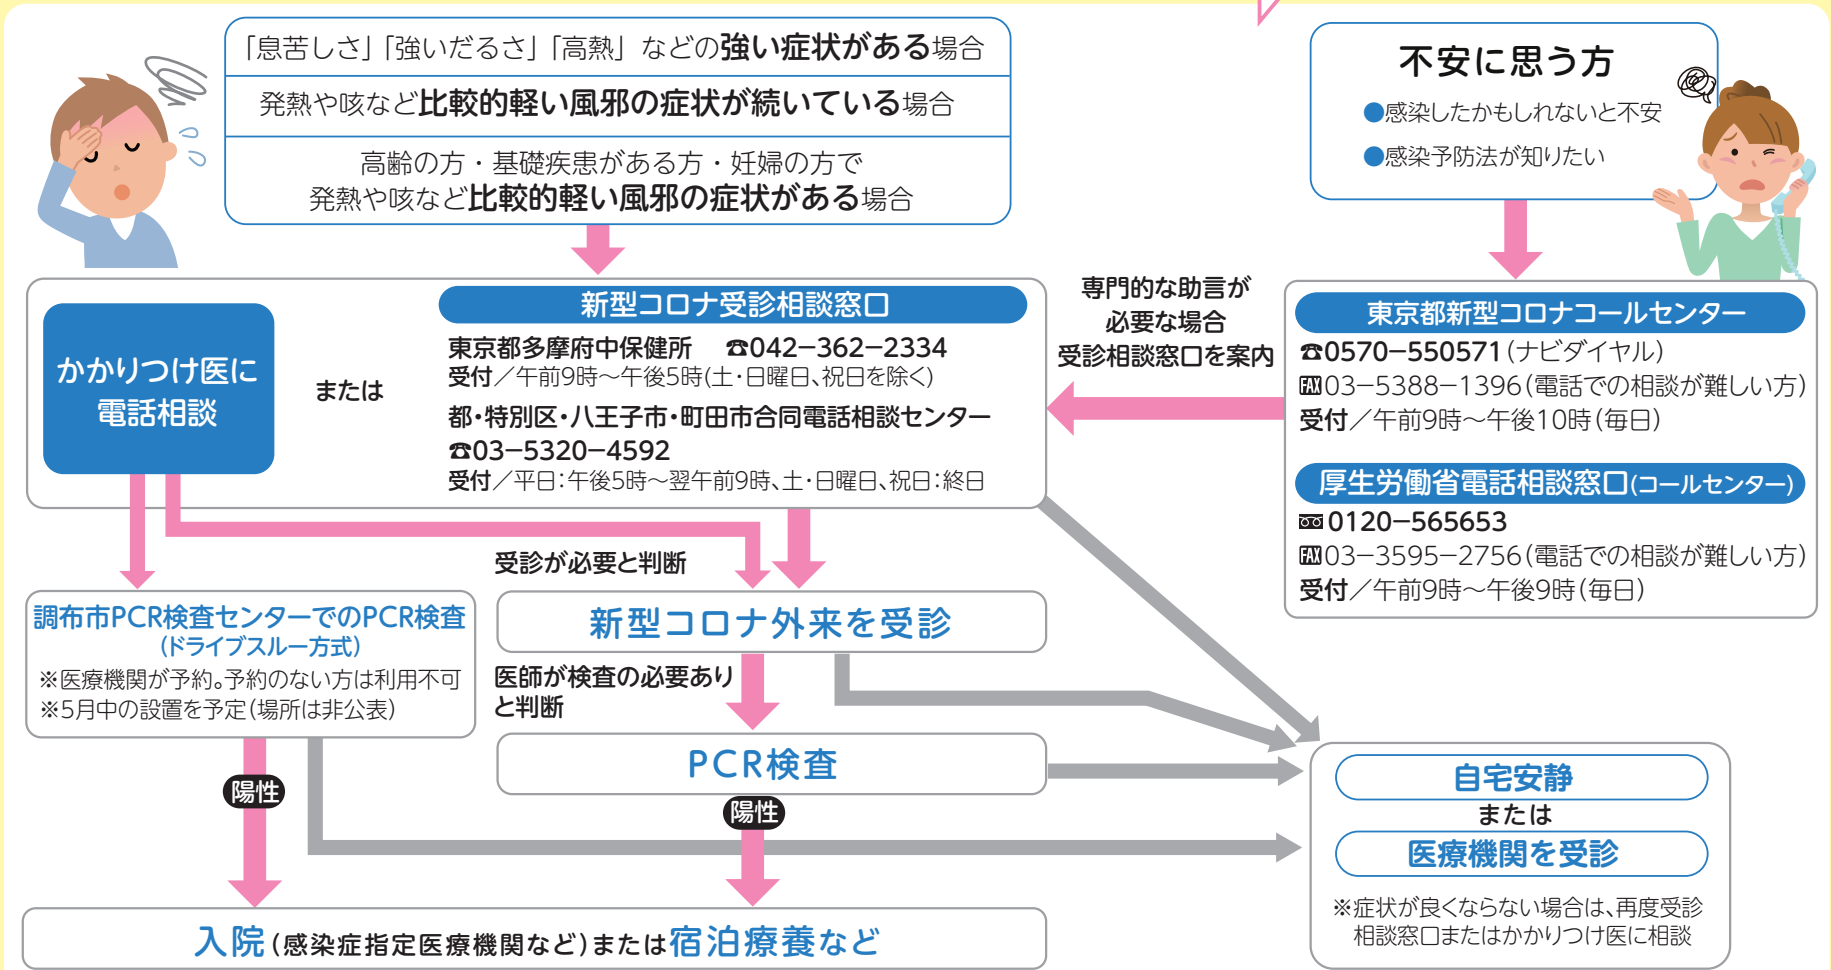 「息苦しさ」「強いだるさ」「高熱」などの強い症状がある場合
発熱や咳など比較的軽い風邪の症状が続いている場合
高齢の方・基礎疾患がある方・妊婦の方で
発熱や咳など比較的軽い風邪の症状がある場合
不安に思う方
●感染したかもしれないと不安
●感染予防法が知りたい
かかりつけ医に
電話相談
または
新型コロナ受診相談窓口
東京都多摩府中保健所 ☎042−362−2334
受付／午前9時〜午後5時(土・日曜日、祝日を除く)
都・特別区・八王子市・町田市合同電話相談センター
☎03−5320−4592
受付／平日：午後5時〜翌午前9時、土・日曜日、祝日：終日
専門的な助言が
必要な場合
受診相談窓口を案内
東京都新型コロナコールセンター
☎0570−550571(ナビダイヤル)
FAX03−5388−1396(電話での相談が難しい方)
受付／午前9時〜午後10時(毎日)
厚生労働省電話相談窓口(コールセンター)
0120−565653
FAX03−3595−2756(電話での相談が難しい方)
受付／午前9時〜午後9時(毎日)
受診が必要と判断
調布市PCR検査センターでのPCR検査
(ドライブスルー方式)
※医療機関が予約。予約のない方は利用不可
※5月中の設置を予定(場所は非公表)
新型コロナ外来を受診
医師が検査の必要あり
と判断
PCR検査
陽性
陽性
自宅安静
または
医療機関を受診
※症状が良くならない場合は、再度受診
相談窓口またはかかりつけ医に相談
入院(感染症指定医療機関など)または宿泊療養など